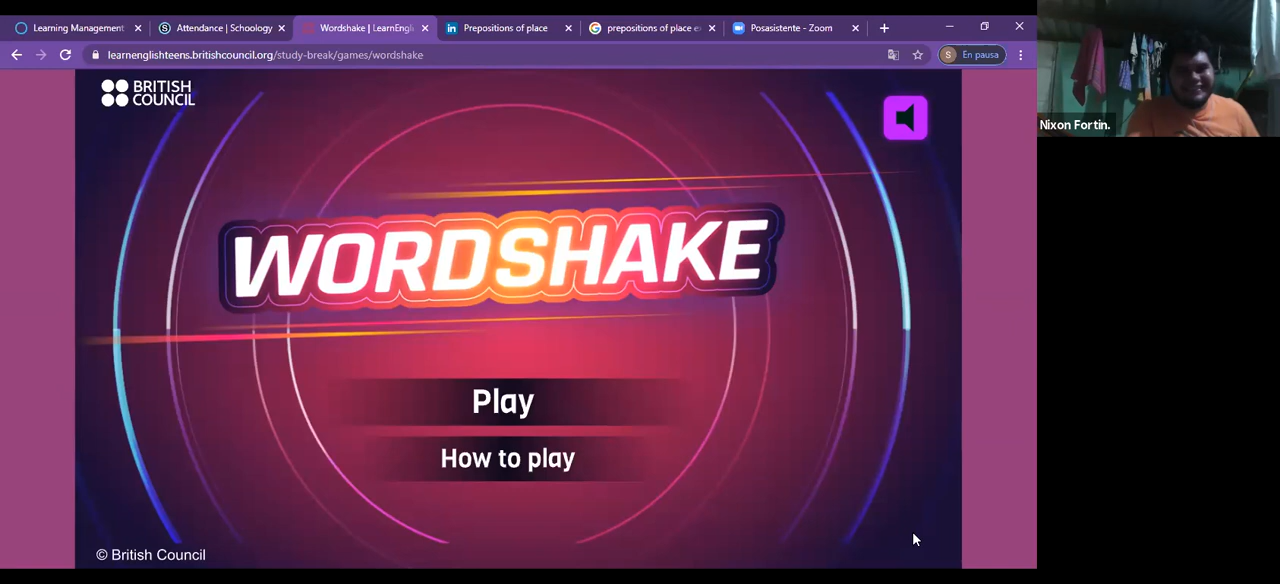 Learning Management
Attendance | Schoology
Wordshake | LearnEngli
Prepositions of place
prepositions of place e
Posasistente - Zoom
learnenglishteens.britishcouncil.org/study-break/games/wordshake
S
En pausa
BRITISH
COUNCIL
WORDSHAKE
Play
How to play
© British Council
Nixon Fortin.